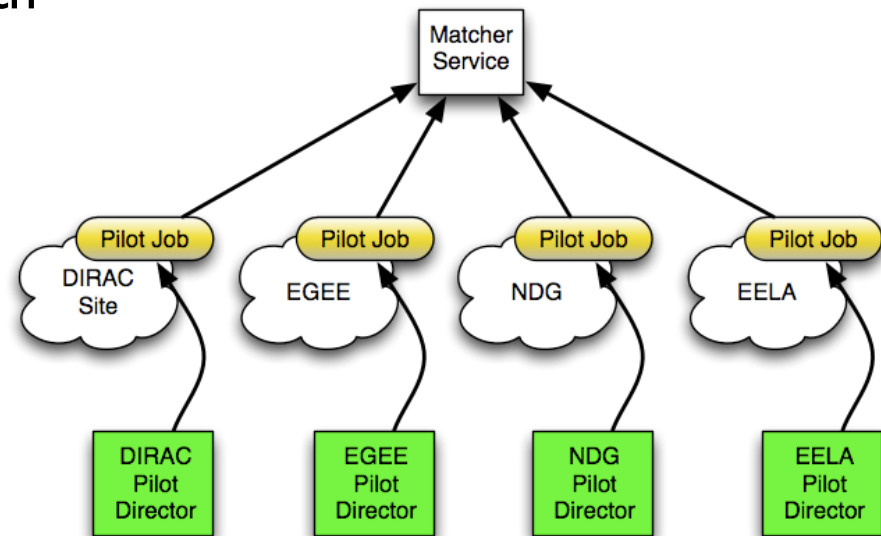 Matcher
Service
Pilot Job
Pilot Job
Pilot Job
Pilot Job
DIRAC
Site
EGEE
NDG
EELA
DIRAC
Pilot
Director
EGEE
Pilot
Director
NDG
Pilot
Director
EELA
Pilot
Director